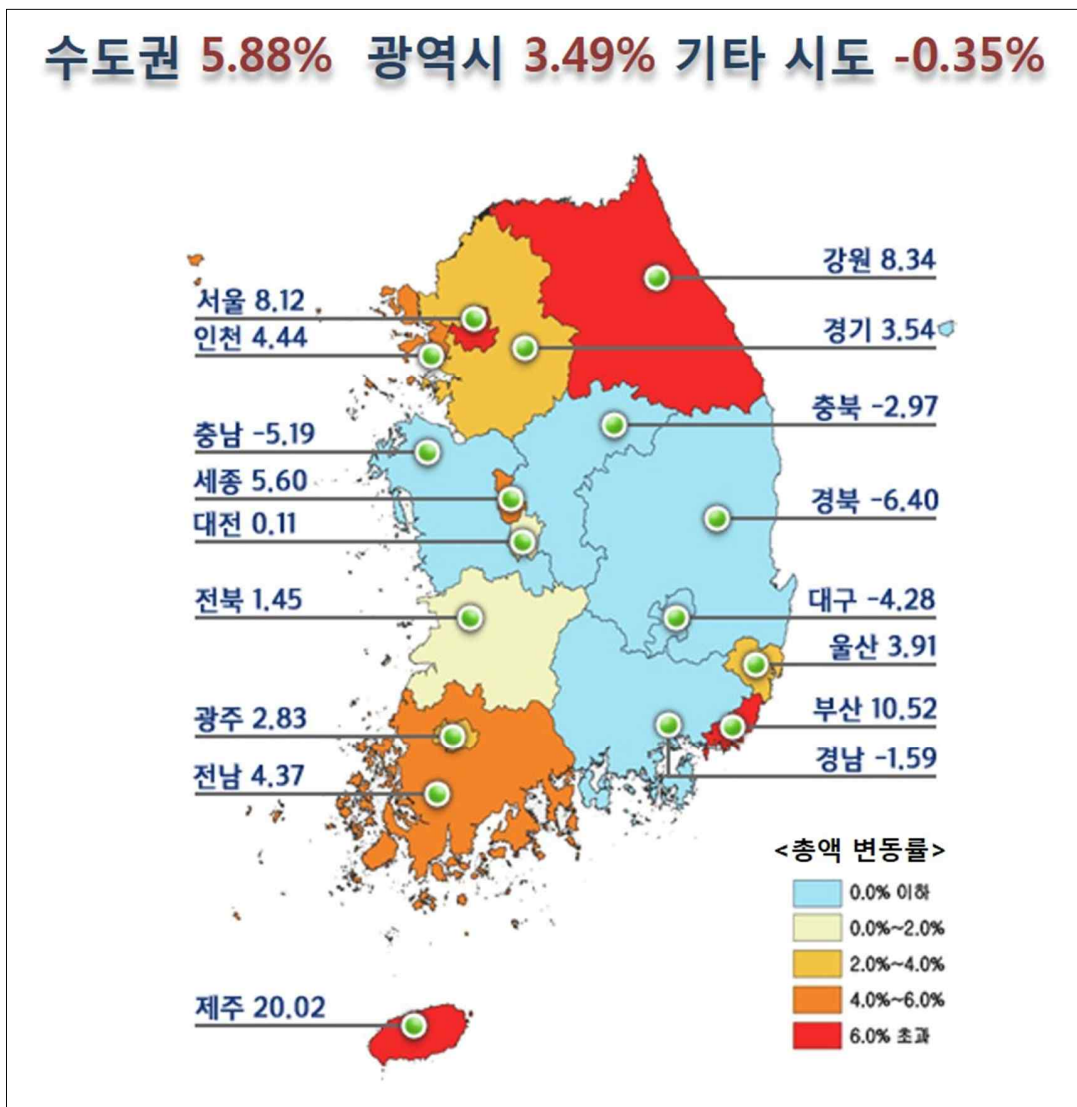 수도권 5.88% 광역시 3.49% 기타 시도 -0.35%
강원 8.34
서울 8.12
인천 4.44
경기 3.54
충북 -2.97
충남 -5.19
세종 5.60
경북 -6.40
대전 0.11
전북 1.45
대구 -4.28
울산 3.91
광주 2.83
부산 10.52
경남 -1.59
전남 4.37
<총액 변동률>
0.0% 이하
0.0%~2.0%
2.0%~4.0%
4.0%~6.0%
6.0% 초과
제주 20.02